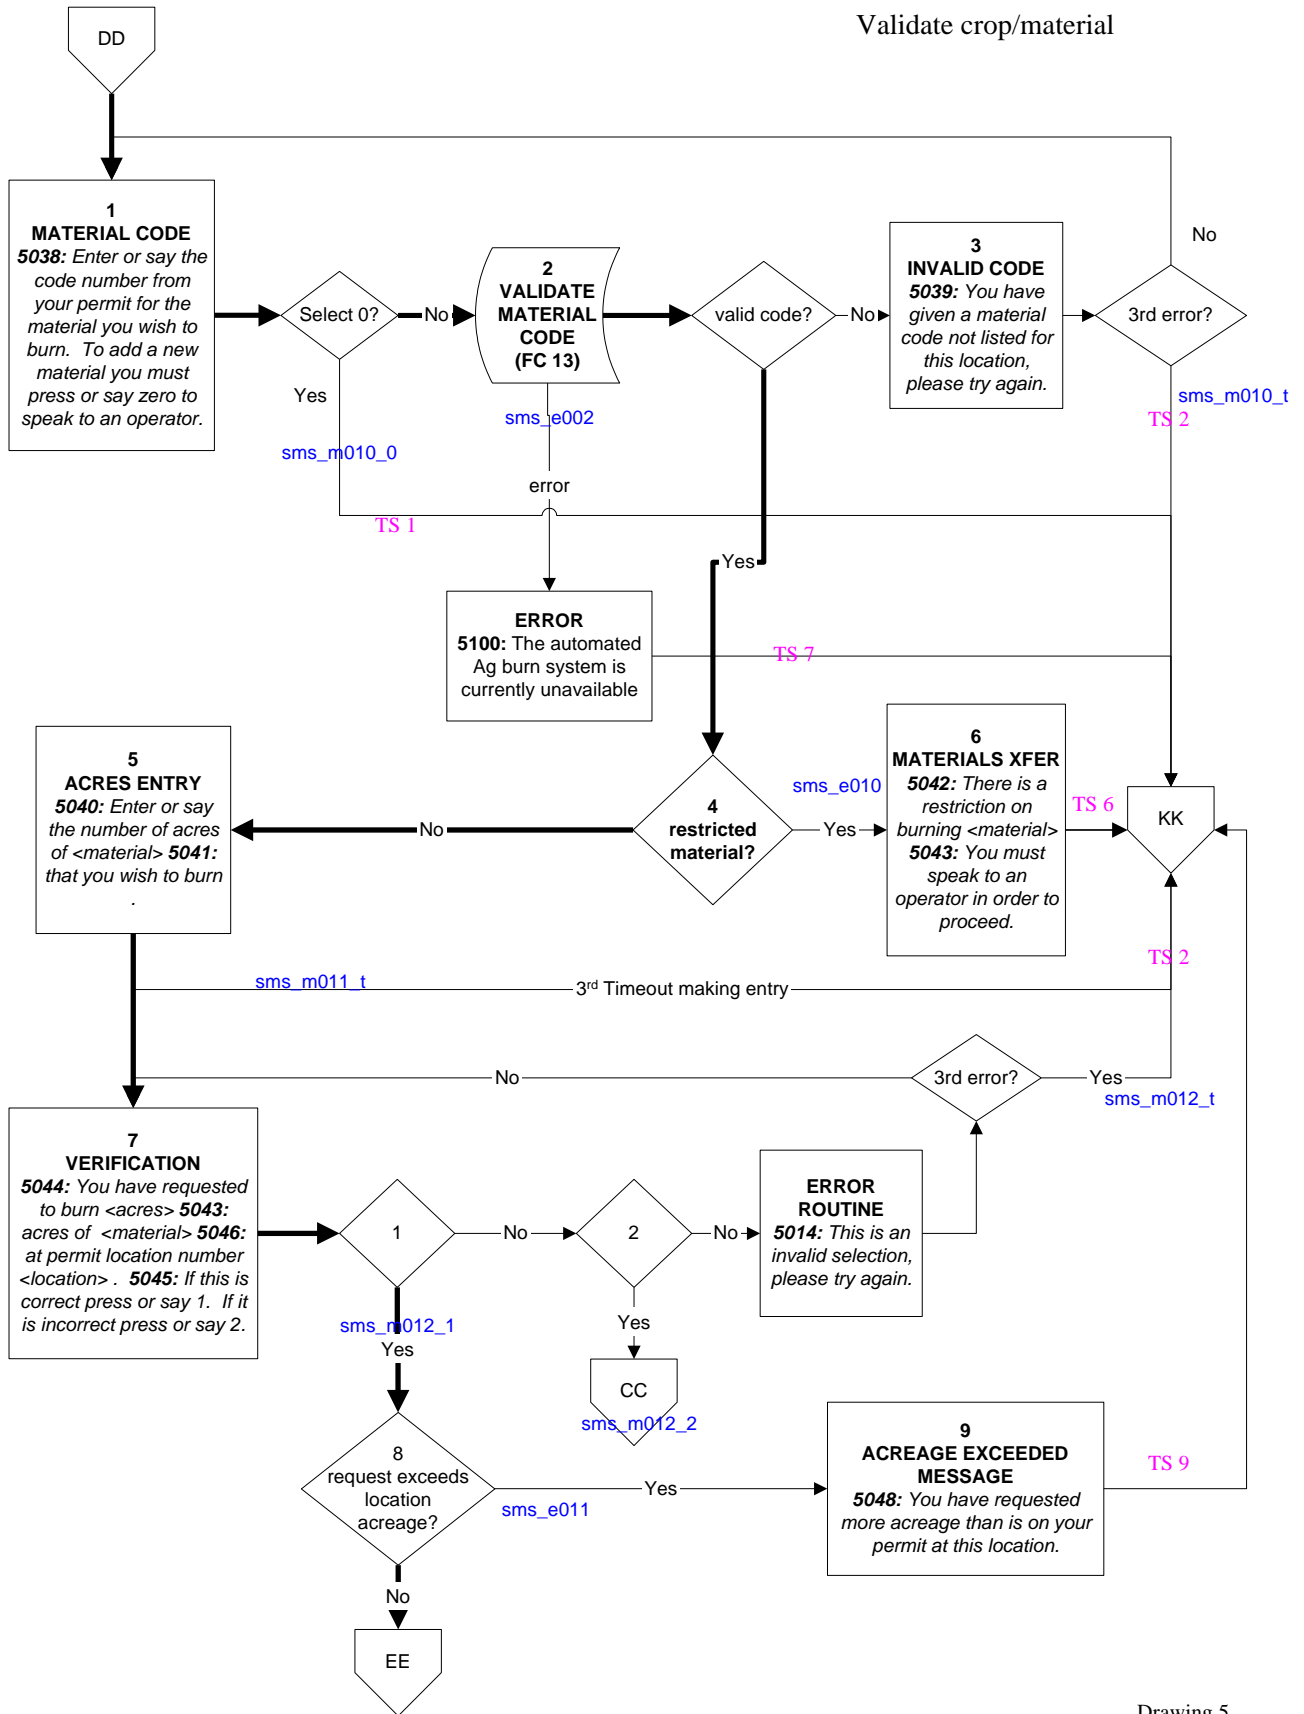 Validate crop/material
DD
1
MATERIAL CODE
5038: Enter or say the
code number from
your permit for the
material you wish to
burn. To add a new
material you must
press or say zero to
speak to an operator.
Select 0?
No
Yes
sms_m010_0
TS 1
2
VALIDATE
MATERIAL
CODE
(FC 13)
sms_e002
error
valid code?
No
Yes
3
INVALID CODE
5039: You have
given a material
code not listed for
this location,
please try again.
No
3rd error?
sms_m010_t
TS 2
ERROR
5100: The automated
Ag burn system is
currently unavailable
TS 7
5
ACRES ENTRY
5040: Enter or say
the number of acres
of <material> 5041:
that you wish to burn
.
No
4
restricted
material?
sms_e010
Yes
6
MATERIALS XFER
5042: There is a
restriction on
burning <material>
5043: You must
speak to an
operator in order to
proceed.
TS 6
KK
TS 2
sms_m011_t
3rd Timeout making entry
No
3rd error?
Yes
sms_m012_t
7
VERIFICATION
5044: You have requested
to burn <acres> 5043:
acres of <material> 5046:
at permit location number
<location> . 5045: If this is
correct press or say 1. If it
is incorrect press or say 2.
1
No
2
No
ERROR
ROUTINE
5014: This is an
invalid selection,
please try again.
sms_m012_1
Yes
Yes
CC
sms_m012_2
8
request exceeds
location
acreage?
sms_e011
Yes
9
ACREAGE EXCEEDED
MESSAGE
5048: You have requested
more acreage than is on your
permit at this location.
TS 9
No
EE
Drawing 5